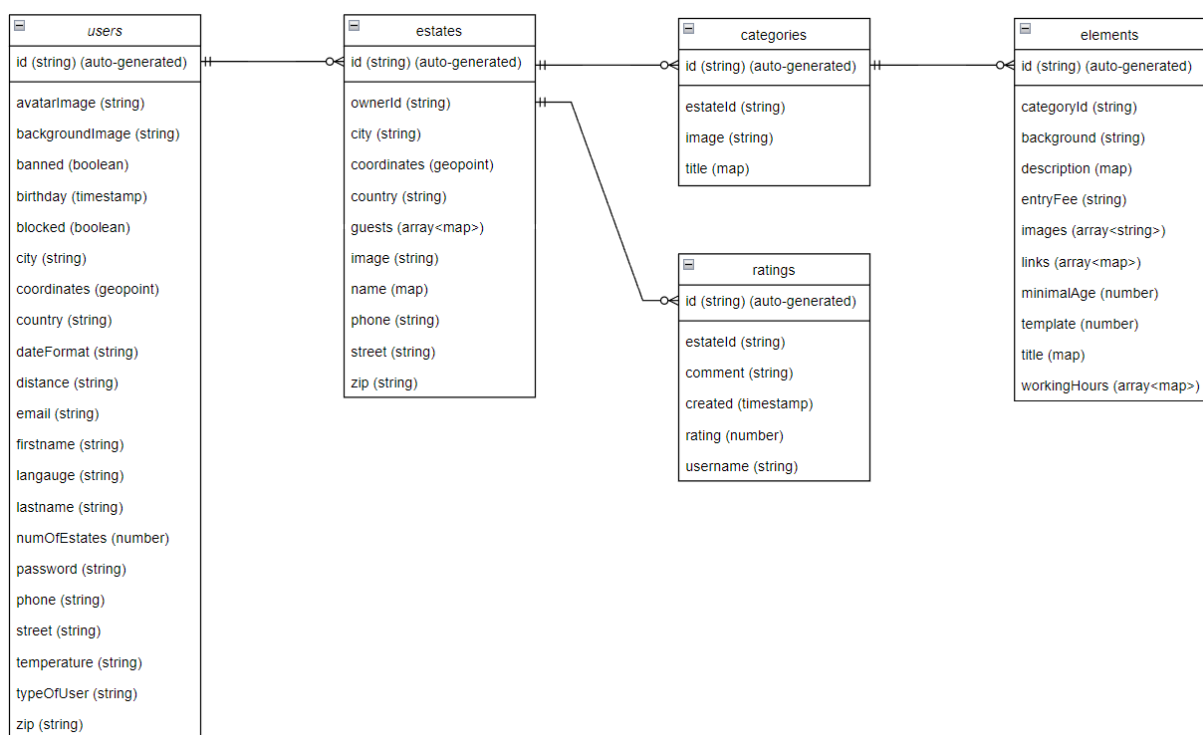 users
id (string) (auto-generated)
avatarImage (string)
backgroundImage (string)
banned (boolean)
birthday (timestamp)
blocked (boolean)
city (string)
coordinates (geopoint)
country (string)
dateFormat (string)
distance (string)
email (string)
firstname (string)
langauge (string)
lastname (string)
numOfEstates (number)
password (string)
phone (string)
street (string)
temperature (string)
typeOfUser (string)
zip (string)
estates
id (string) (auto-generated)
ownerId (string)
city (string)
coordinates (geopoint)
country (string)
guests (array<map>)
image (string)
name (map)
phone (string)
street (string)
zip (string)
categories
id (string) (auto-generated)
estateId (string)
image (string)
title (map)
ratings
id (string) (auto-generated)
estateId (string)
comment (string)
created (timestamp)
rating (number)
username (string)
elements
id (string) (auto-generated)
categoryId (string)
background (string)
description (map)
entryFee (string)
images (array<string>)
links (array<map>)
minimalAge (number)
template (number)
title (map)
workingHours (array<map>)